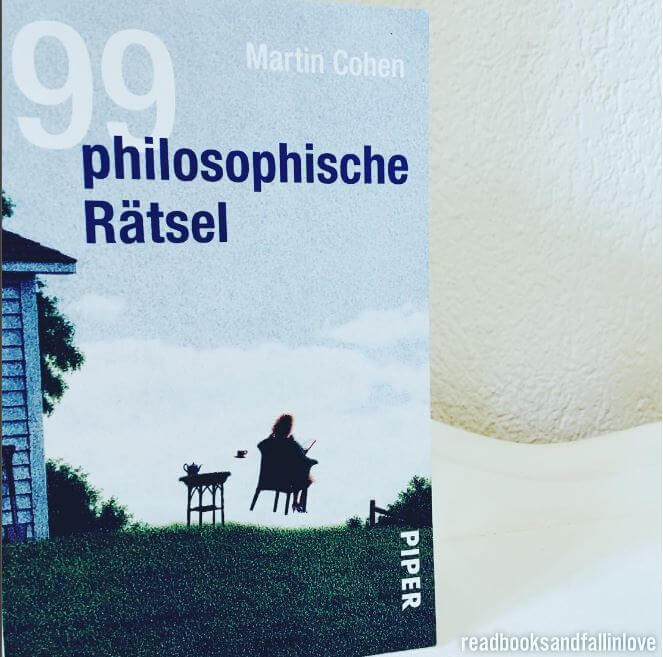 99
Martin Cohen
philosophische
Rätsel
PIPER
readbooksandfallinlove